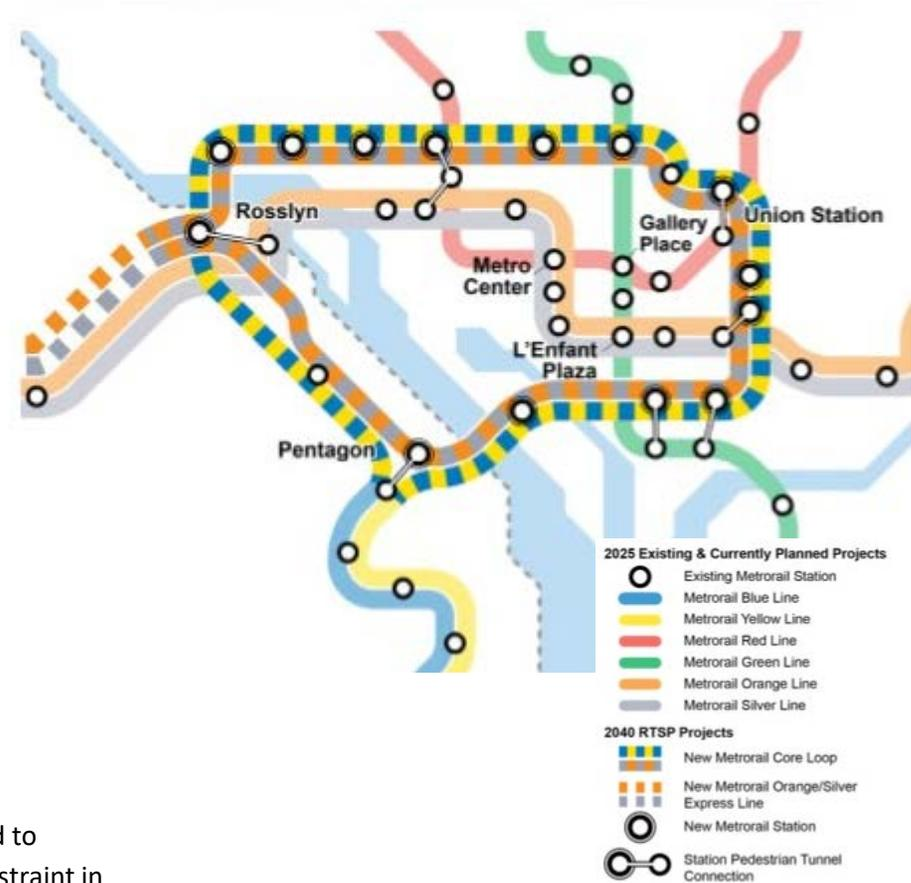 Rosslyn
Union Station
Gallery
Place
Metro
Center
L'Enfant
Plaza
Pentagon
2025 Existing & Currently Planned Projects
Existing Metrorail Station
Metrorail Blue Line
Metrorail Yellow Line
Metrorail Red Line
Metrorail Green Line
Metrorail Orange Line
Metrorail Silver Line
2040 RTSP Projects
New Metrorail Core Loop
New Metrorail Orange/Silver
Express Line
New Metrorail Station
Station Pedestrian Tunnel
Connection
to
in